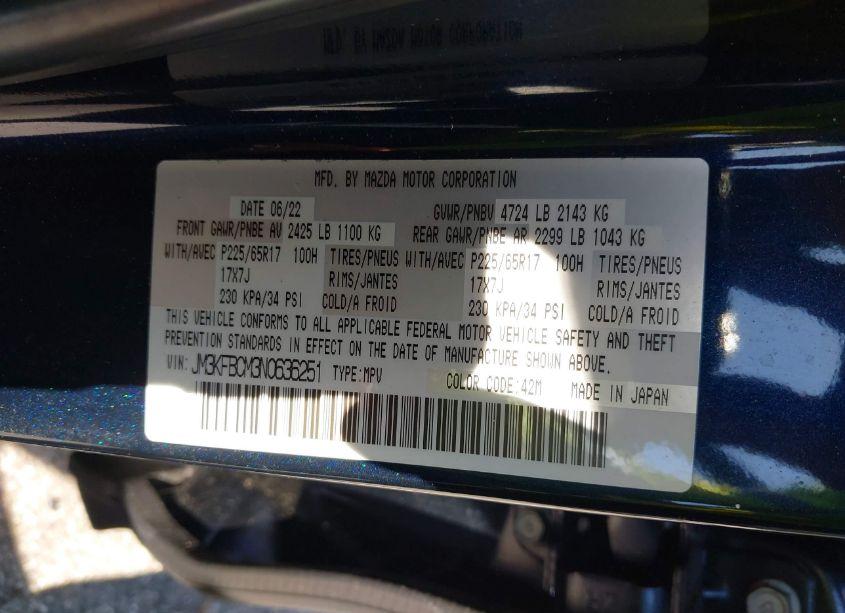 MFD. BY MAZDA MOTOR CORPORATION
DATE 06/22 GVWR/PNBV 4724 LB 2143 KG
FRONT GAWR/PNBE AV 2425 LB 1100 KG REAR GAWR/PNBE AR 2299 LB 1043 KG
WITH/AVEC P225/65R17 100H TIRES/PNEUS WITH/AVEC P225/65R17 100H TIRES/PNEUS
17X7J RIMS/JANTES 17X7J RIMS/JANTES
230 KPA/34 PSI COLD/A FROID 230 KPA/34 PSI COLD/A FROID
THIS VEHICLE CONFORMS TO ALL APPLICABLE FEDERAL MOTOR VEHICLE SAFETY AND THEFT
PREVENTION STANDARDS IN EFFECT ON THE DATE OF MANUFACTURE SHOWN ABOVE.
VIN: JM3KFBCM3N0636251 TYPE:MPV COLOR CODE:42M MADE IN JAPAN